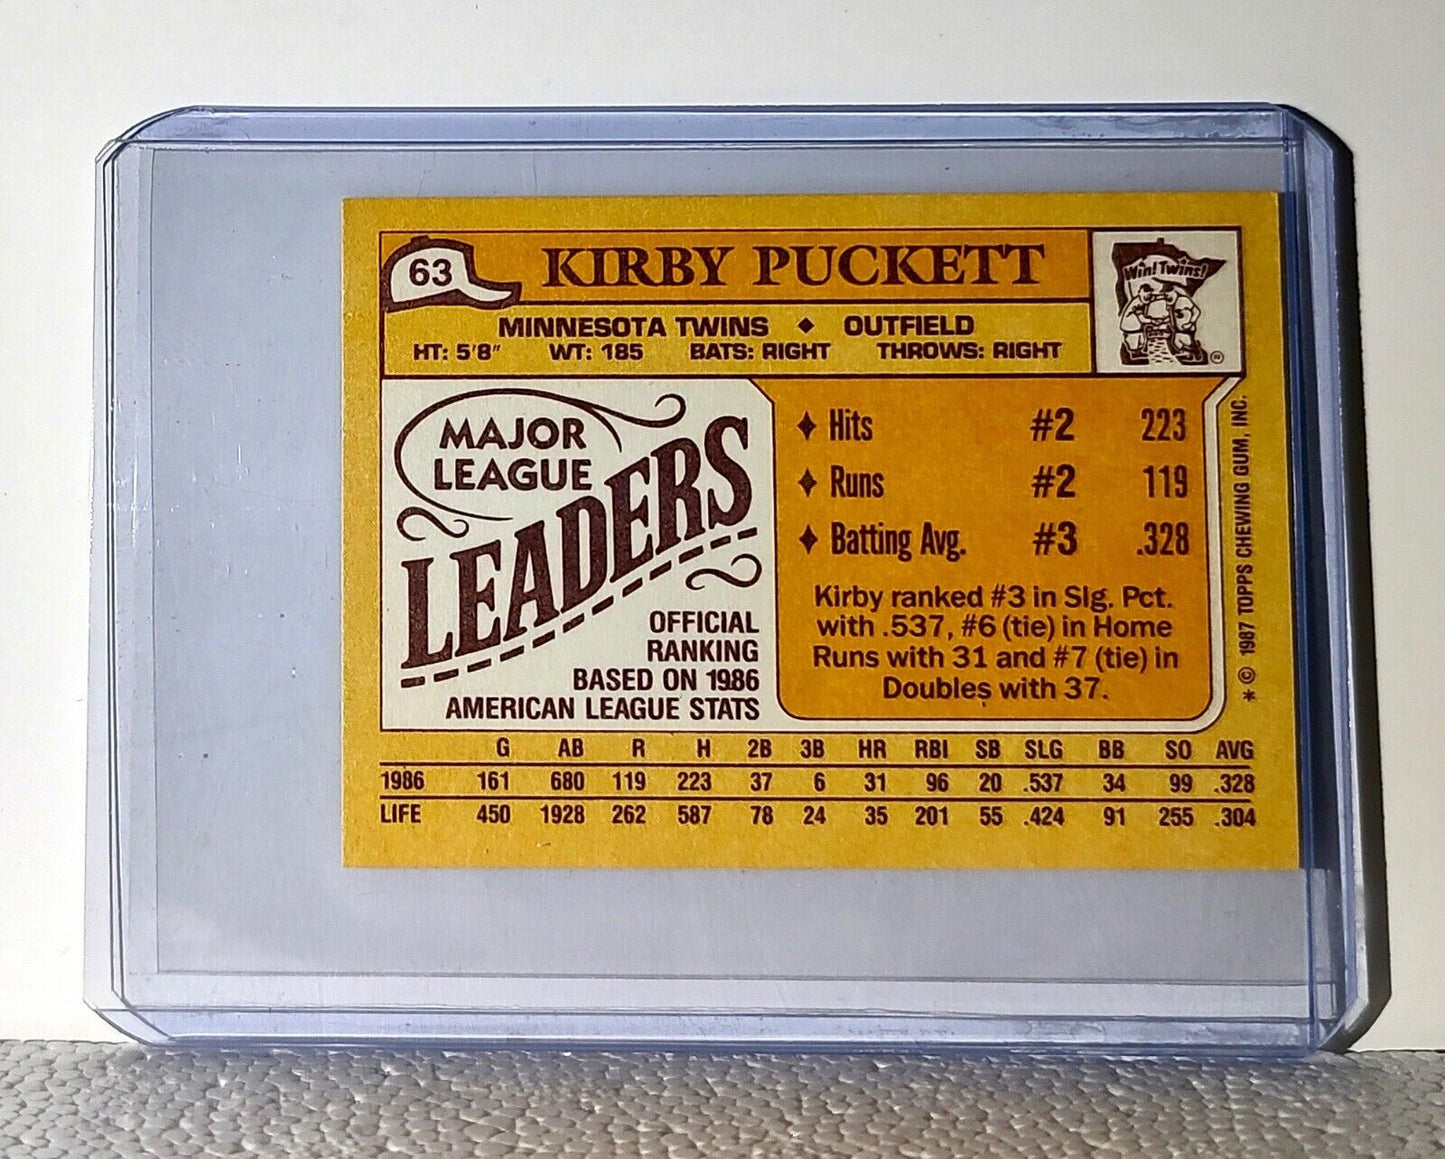 63
KIRBY PUCKETT
Win! Twins!
®
MINNESOTA TWINS ♦ OUTFIELD
HT: 5'8" WT: 185 BATS: RIGHT THROWS: RIGHT
MAJOR
LEAGUE
LEADERS
OFFICIAL
RANKING
BASED ON 1986
AMERICAN LEAGUE STATS
♦ Hits #2 223
♦ Runs #2 119
♦ Batting Avg. #3 .328
Kirby ranked #3 in Slg. Pct.
with .537, #6 (tie) in Home
Runs with 31 and #7 (tie) in
Doubles with 37.
* © 1987 TOPPS CHEWING GUM, INC.
G AB R H 2B 3B HR RBI SB SLG BB SO AVG
1986 161 680 119 223 37 6 31 96 20 .537 34 99 .328
LIFE 450 1928 262 587 78 24 35 201 55 .424 91 255 .304